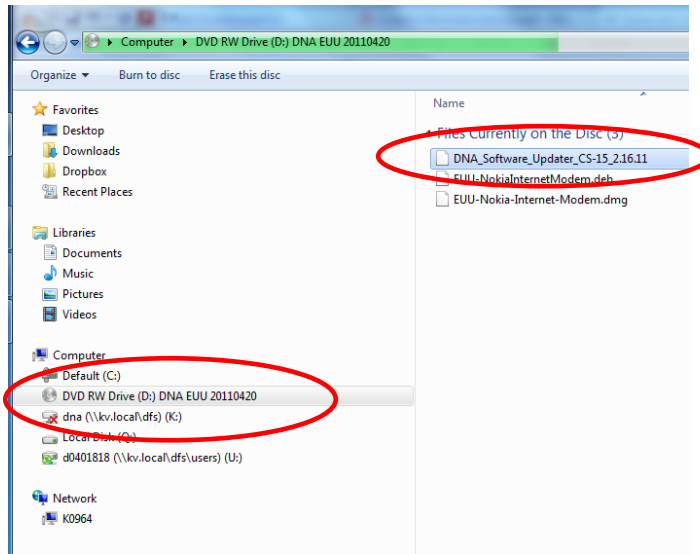 Computer ▸ DVD RW Drive (D:) DNA EUU 20110420
Organize Burn to disc Erase this disc
Favorites
Desktop
Downloads
Dropbox
Recent Places
Libraries
Documents
Music
Pictures
Videos
Computer
Default (C:)
DVD RW Drive (D:) DNA EUU 20110420
dna (\\kv.local\dfs) (K:)
Local Disk (Q:)
d0401818 (\\kv.local\dfs\users) (U:)
Network
K0964
Name
Files Currently on the Disc (3)
DNA_Software_Updater_CS-15_2.16.11
EUU-NokiaInternetModem.deb
EUU-Nokia-Internet-Modem.dmg